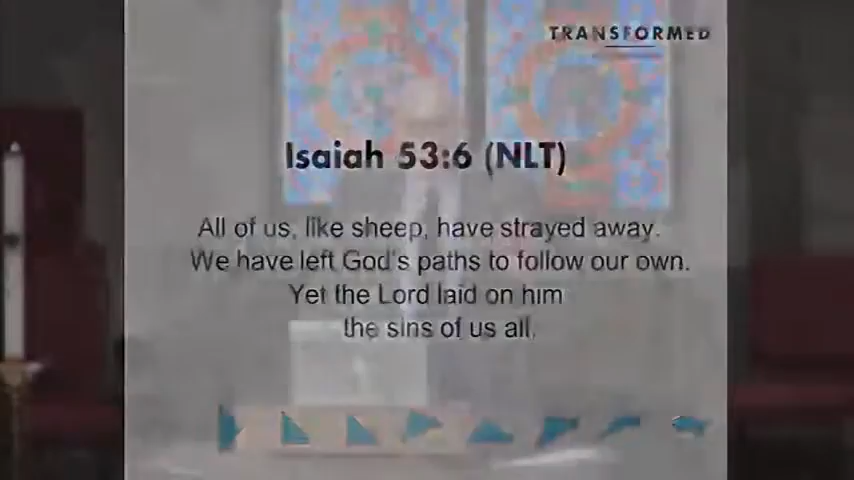 TRANSFORMED
Isaiah 53:6 (NLT)
All of us, like sheep, have strayed away.
We have left God's paths to follow our own.
Yet the Lord laid on him
the sins of us all.